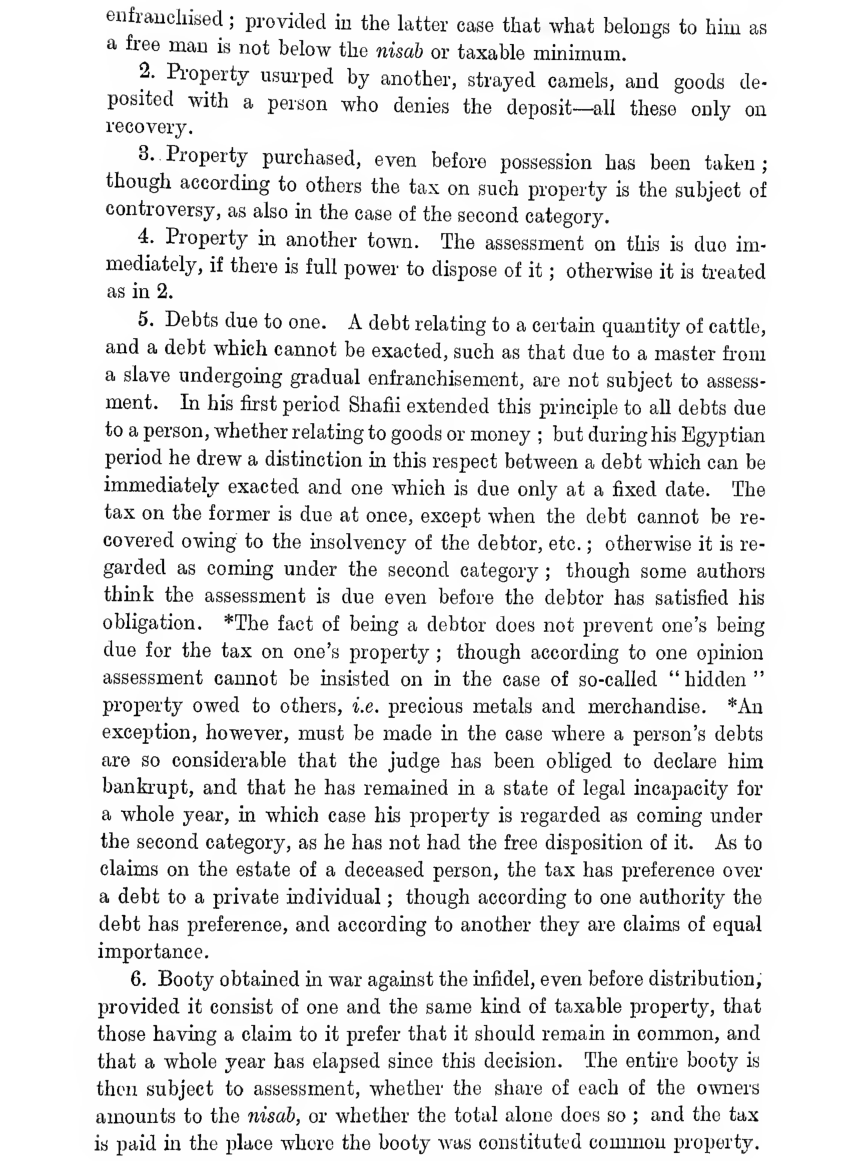 enfranchised ; provided in the latter case that what belongs to him as
a free man is not below the nisab or taxable minimum.
2. Property usurped by another, strayed camels, and goods de-
posited with a person who denies the deposit—all these only on
recovery.
3. Property purchased, even before possession has been taken ;
though according to others the tax on such property is the subject of
controversy, as also in the case of the second category.
4. Property in another town. The assessment on this is due im-
mediately, if there is full power to dispose of it ; otherwise it is treated
as in 2.
5. Debts due to one. A debt relating to a certain quantity of cattle,
and a debt which cannot be exacted, such as that due to a master from
a slave undergoing gradual enfranchisement, are not subject to assess-
ment. In his first period Shafii extended this principle to all debts due
to a person, whether relating to goods or money ; but during his Egyptian
period he drew a distinction in this respect between a debt which can be
immediately exacted and one which is due only at a fixed date. The
tax on the former is due at once, except when the debt cannot be re-
covered owing to the insolvency of the debtor, etc. ; otherwise it is re-
garded as coming under the second category ; though some authors
think the assessment is due even before the debtor has satisfied his
obligation. *The fact of being a debtor does not prevent one's being
due for the tax on one's property ; though according to one opinion
assessment cannot be insisted on in the case of so-called "hidden"
property owed to others, i.e. precious metals and merchandise. *An
exception, however, must be made in the case where a person's debts
are so considerable that the judge has been obliged to declare him
bankrupt, and that he has remained in a state of legal incapacity for
a whole year, in which case his property is regarded as coming under
the second category, as he has not had the free disposition of it. As to
claims on the estate of a deceased person, the tax has preference over
a debt to a private individual ; though according to one authority the
debt has preference, and according to another they are claims of equal
importance.
6. Booty obtained in war against the infidel, even before distribution,
provided it consist of one and the same kind of taxable property, that
those having a claim to it prefer that it should remain in common, and
that a whole year has elapsed since this decision. The entire booty is
then subject to assessment, whether the share of each of the owners
amounts to the nisab, or whether the total alone does so ; and the tax
is paid in the place where the booty was constituted common property.